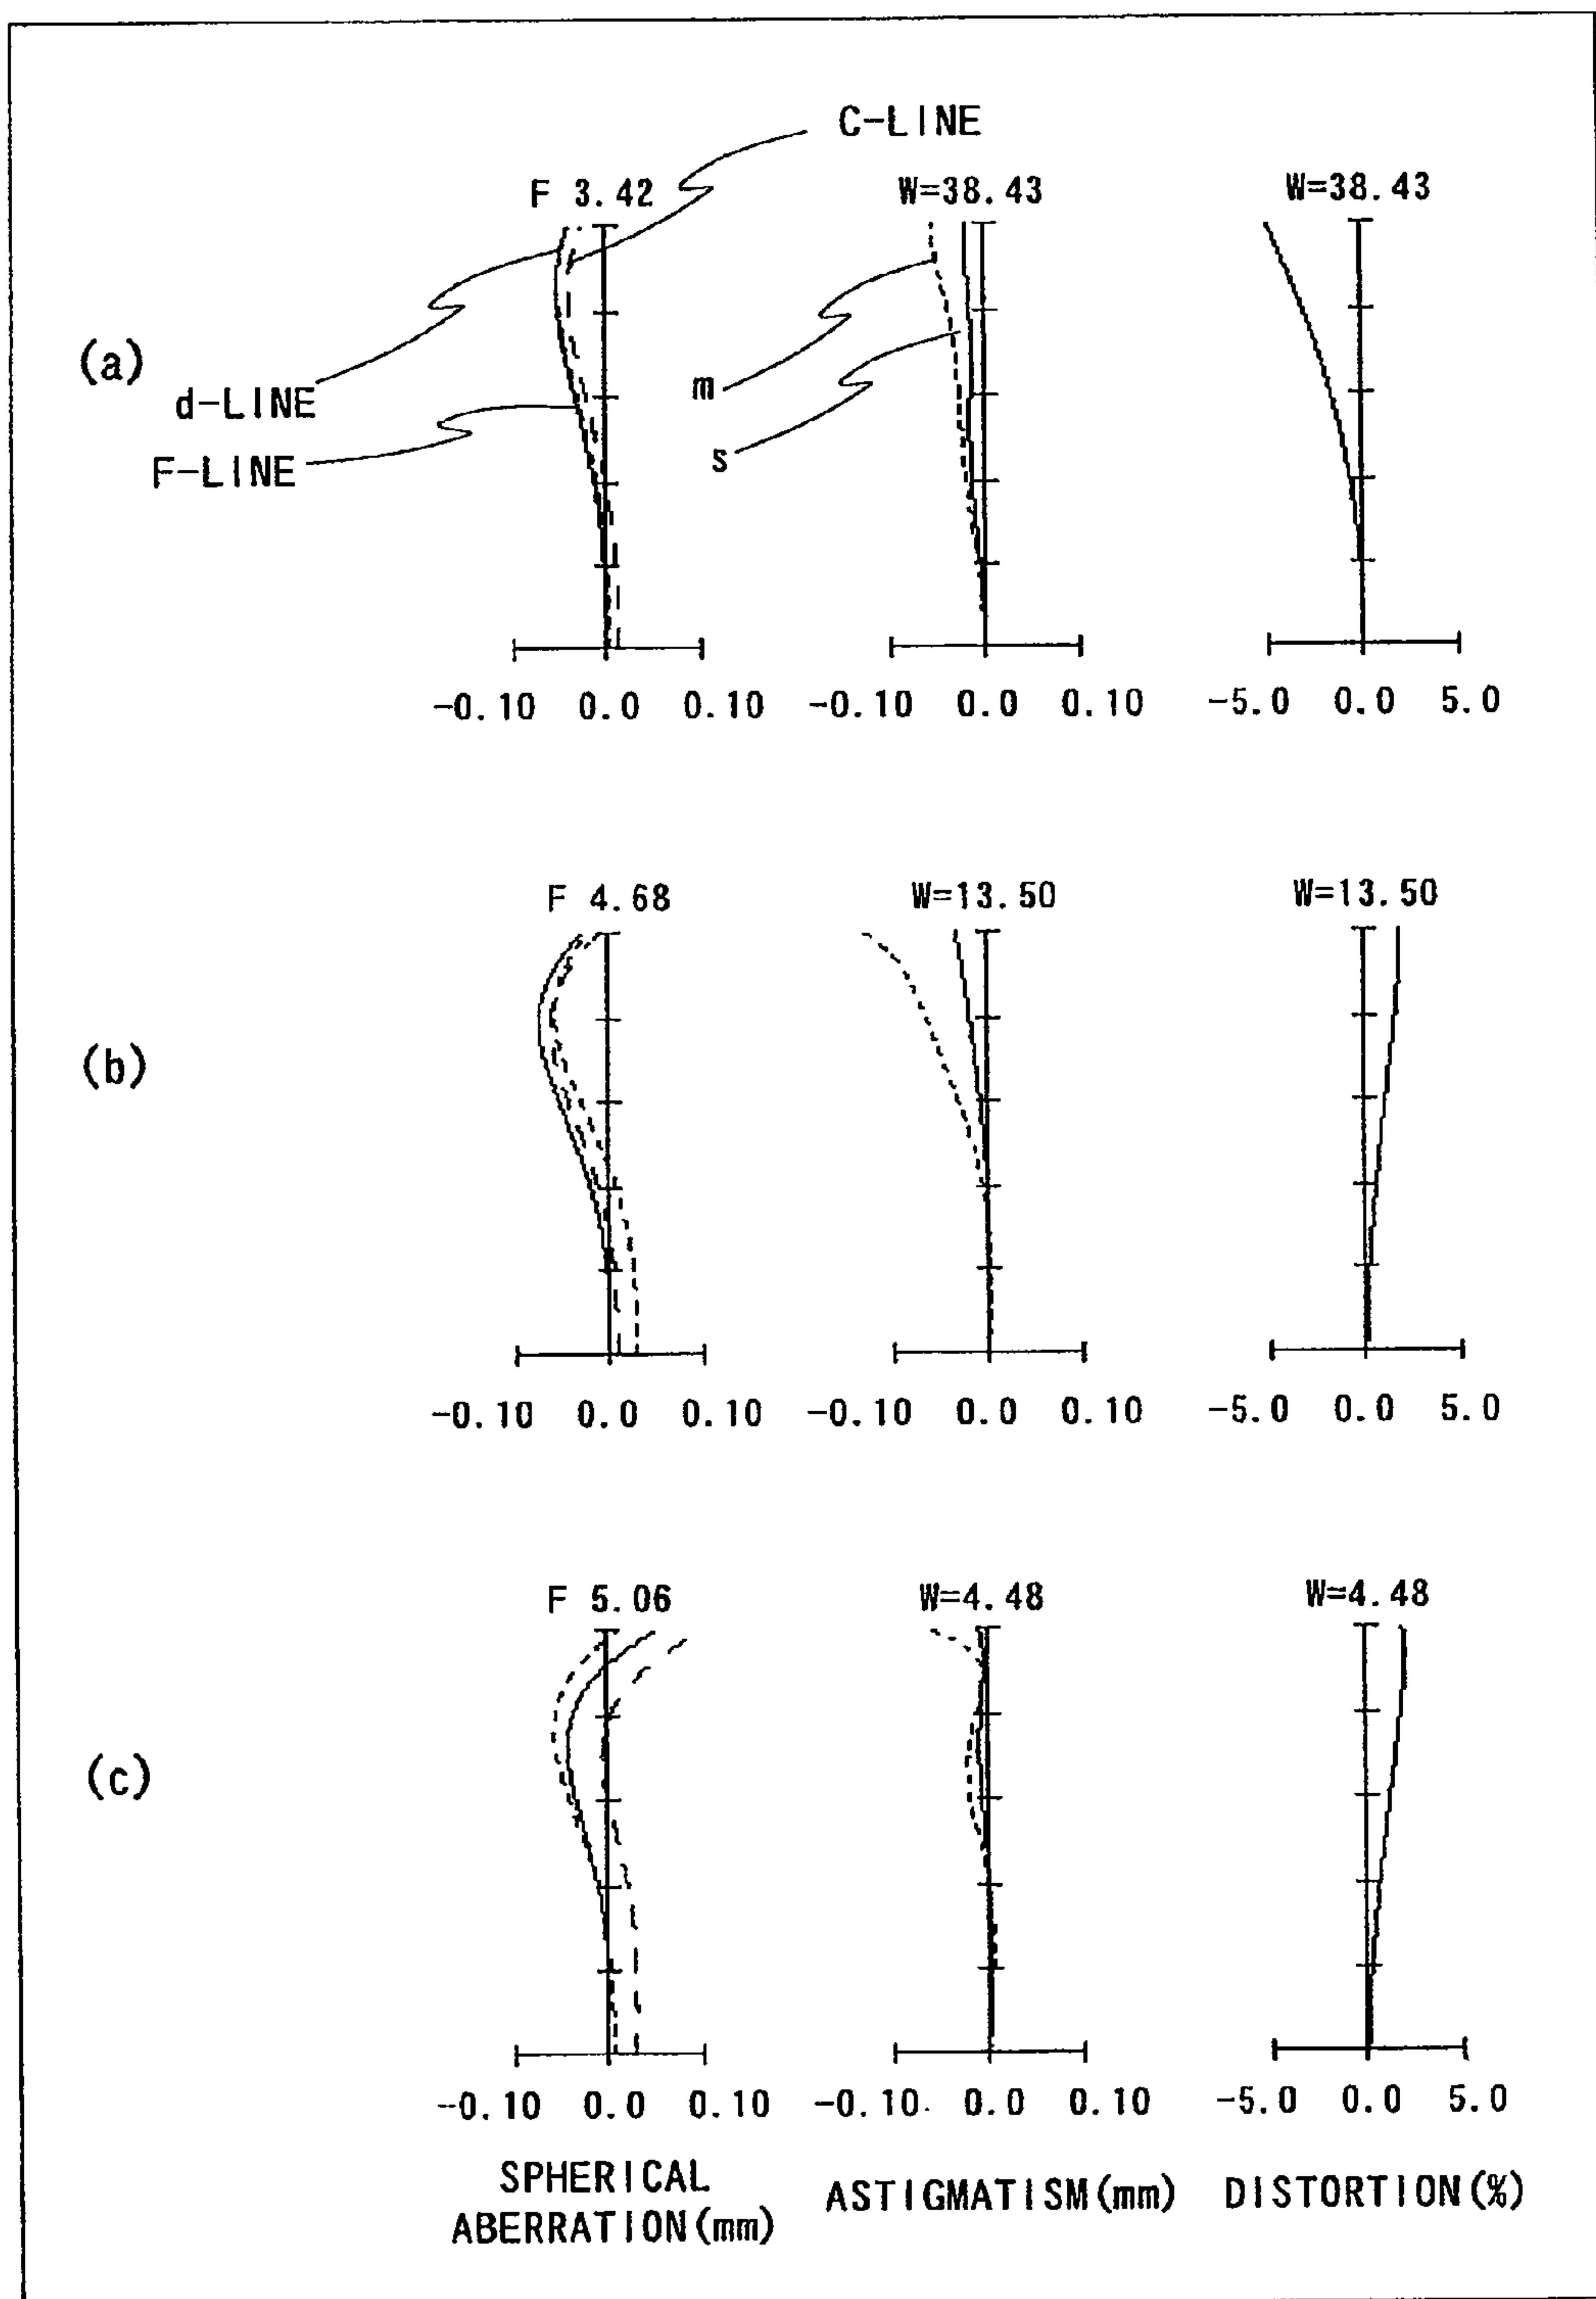 C-LINE
F 3.42 W=38.43 W=38.43
(a)
d-LINE
F-LINE
m
s
-0.10 0.0 0.10 -0.10 0.0 0.10 -5.0 0.0 5.0
F 4.68 W=13.50 W=13.50
(b)
-0.10 0.0 0.10 -0.10 0.0 0.10 -5.0 0.0 5.0
F 5.06 W=4.48 W=4.48
(c)
-0.10 0.0 0.10 -0.10 0.0 0.10 -5.0 0.0 5.0
SPHERICAL
ABERRATION(mm)
ASTIGMATISM(mm)
DISTORTION(%)